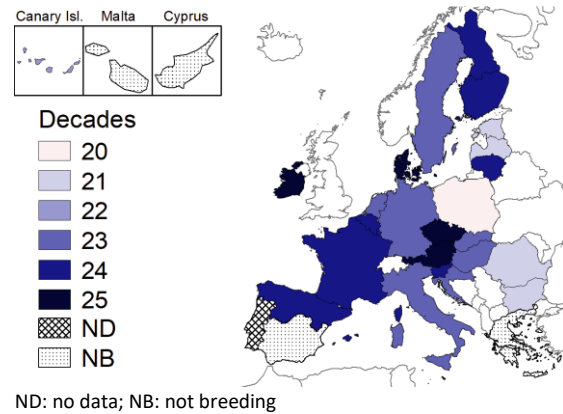 Canary Isl. Malta Cyprus
Decades
20
21
22
23
24
25
ND
NB
ND: no data; NB: not breeding